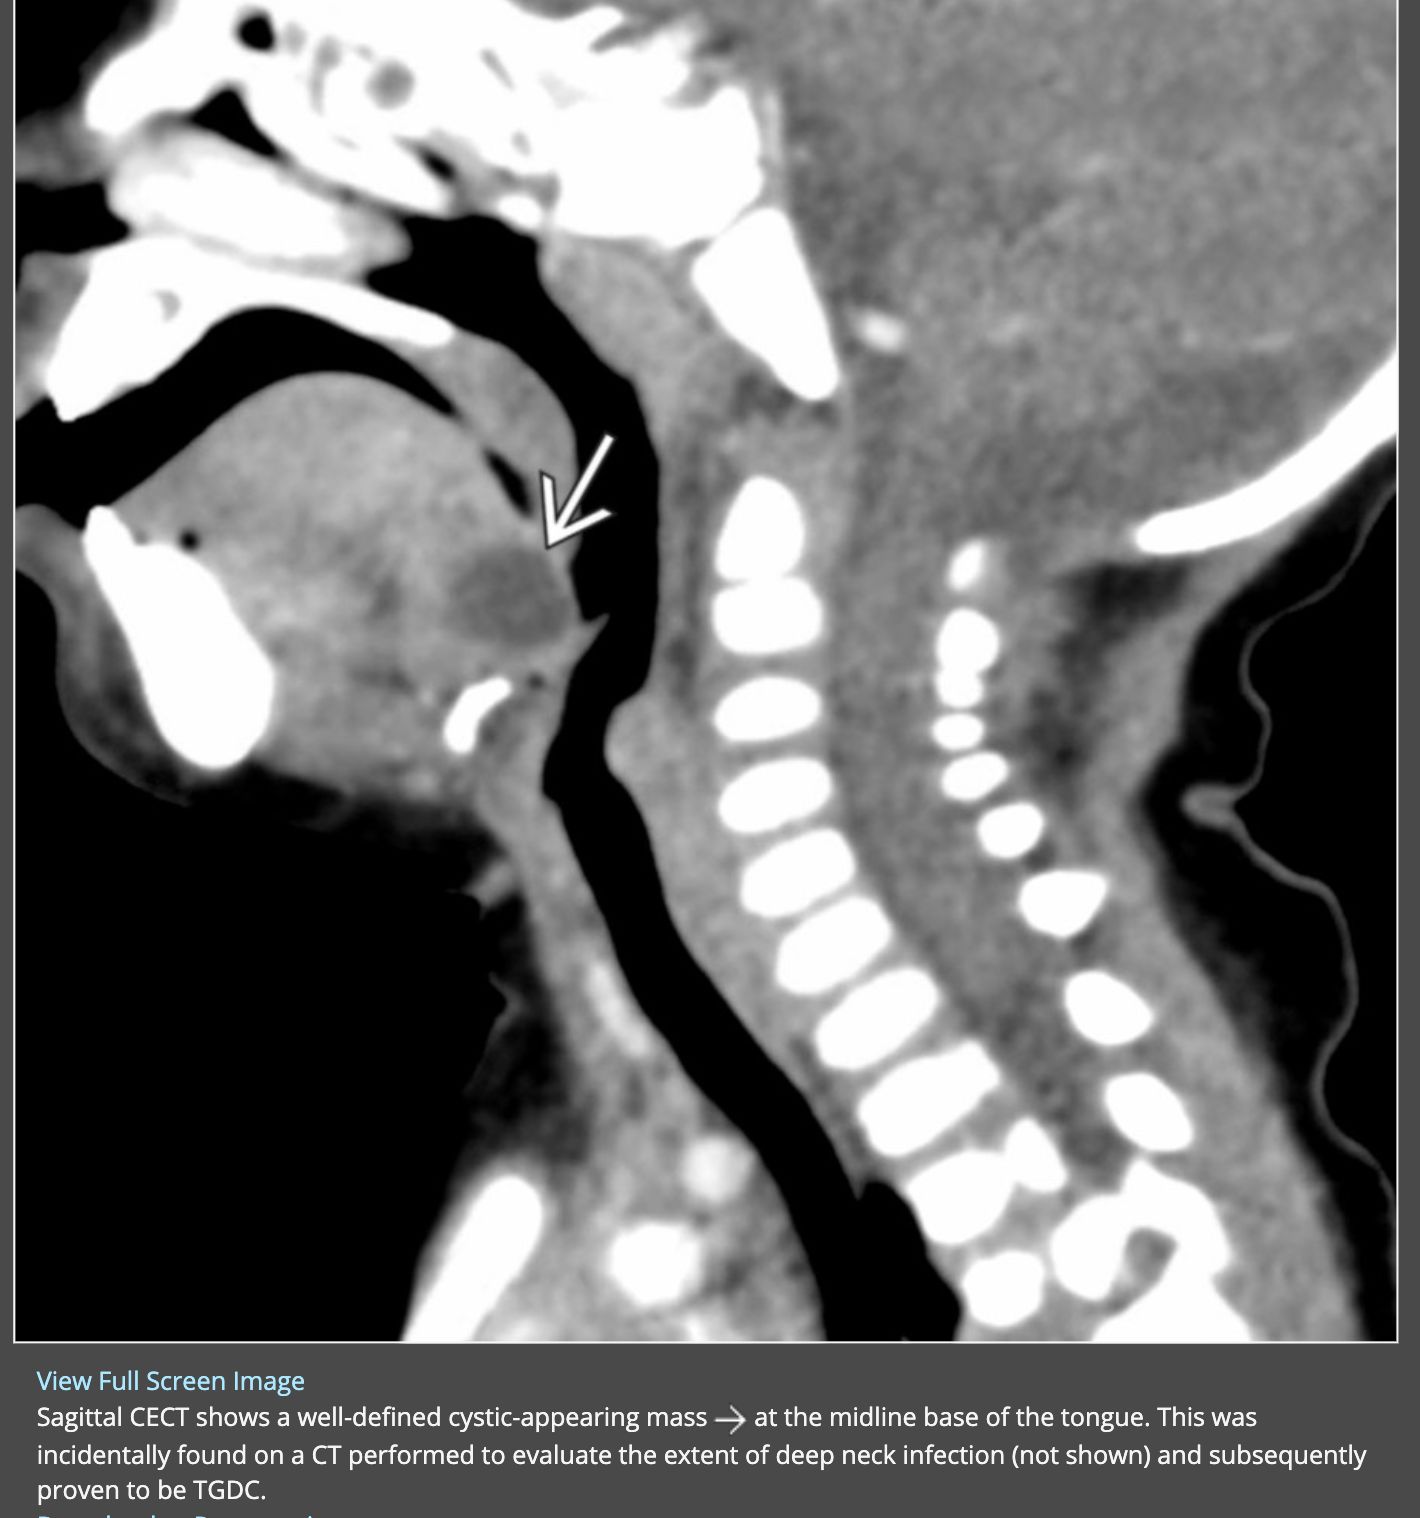 View Full Screen Image
Sagittal CECT shows a well-defined cystic-appearing mass → at the midline base of the tongue. This was
incidentally found on a CT performed to evaluate the extent of deep neck infection (not shown) and subsequently
proven to be TGDC.